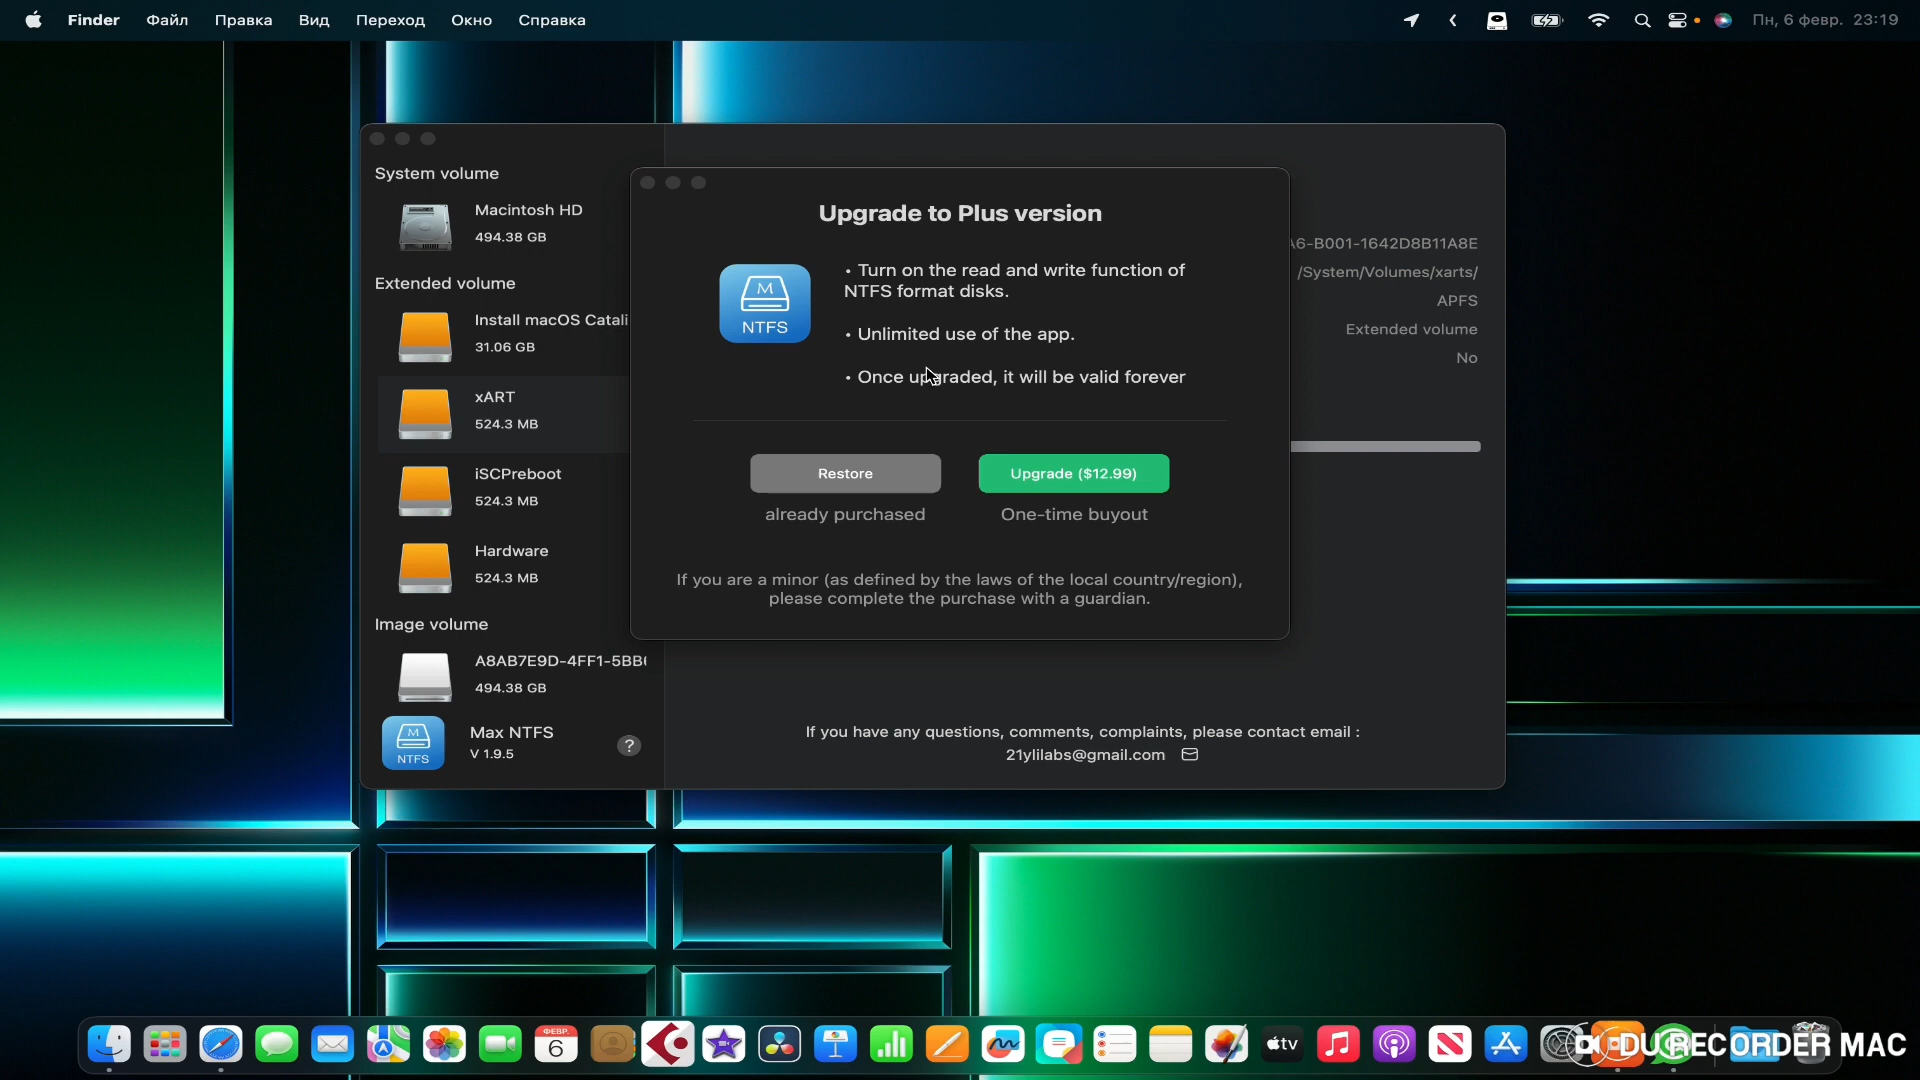 Finder Файл Правка Вид Переход Окно Справка
Пн, 6 февр. 23:19
System volume
Macintosh HD
494.38 GB
Extended volume
Install macOS Catali
31.06 GB
xART
524.3 MB
iSCPreboot
524.3 MB
Hardware
524.3 MB
Image volume
A8AB7E9D-4FF1-5BB
494.38 GB
M
NTFS
Max NTFS
V 1.9.5
?
Upgrade to Plus version
M
NTFS
• Turn on the read and write function of
NTFS format disks.
• Unlimited use of the app.
• Once upgraded, it will be valid forever
Restore
already purchased
Upgrade ($12.99)
One-time buyout
If you are a minor (as defined by the laws of the local country/region),
please complete the purchase with a guardian.
A6-B001-1642D8B11A8E
/System/Volumes/xarts/
APFS
Extended volume
No
If you have any questions, comments, complaints, please contact email :
21ylilabs@gmail.com
ФЕВР.
6
tv
DU RECORDER MAC